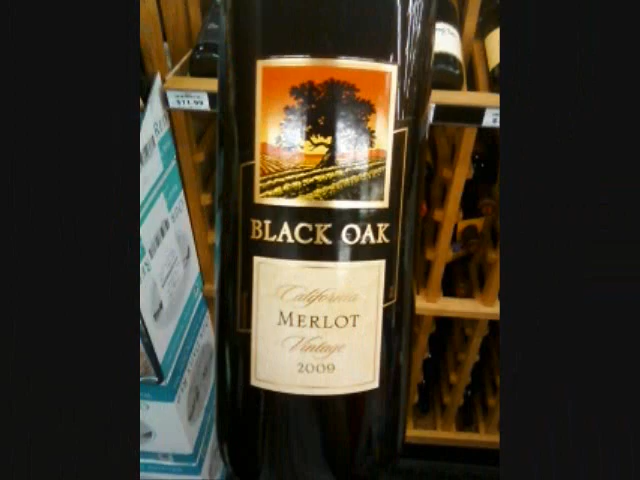 $11.99
BLACK OAK
California
MERLOT
Vintage
2009